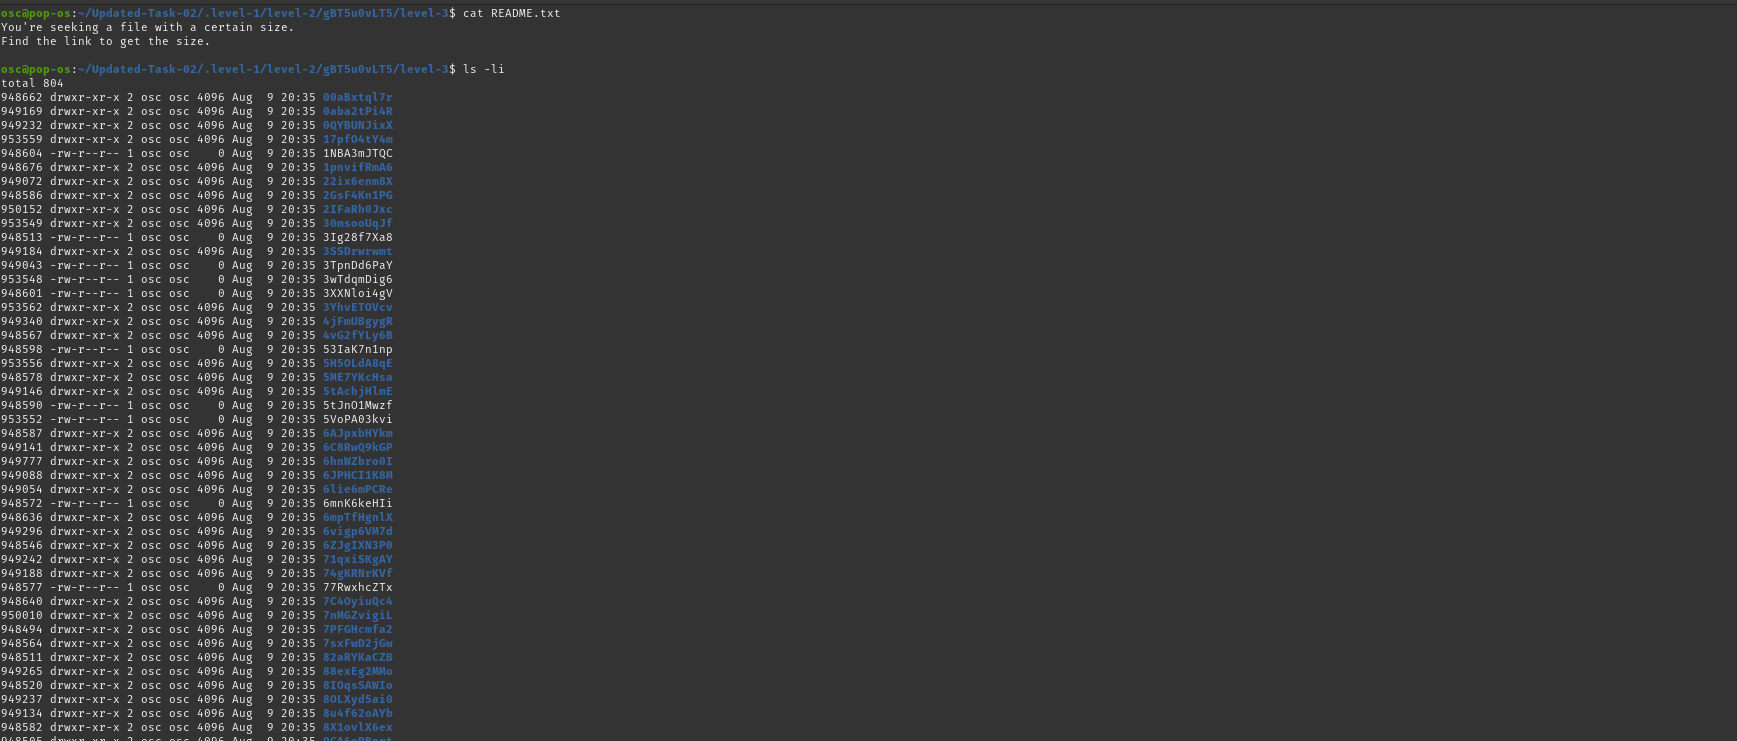 osc@pop-os:~/Updated-Task-02/.level-1/level-2/gBT5u0vLT5/level-3$ cat README.txt
You're seeking a file with a certain size.
Find the link to get the size.
osc@pop-os:~/Updated-Task-02/.level-1/level-2/gBT5u0vLT5/level-3$ ls -li
total 804
948662 drwxr-xr-x 2 osc osc 4096 Aug  9 20:35 00aBxtql7r
949169 drwxr-xr-x 2 osc osc 4096 Aug  9 20:35 0aba2tPi4R
949232 drwxr-xr-x 2 osc osc 4096 Aug  9 20:35 0QYBUNJixX
953559 drwxr-xr-x 2 osc osc 4096 Aug  9 20:35 17pfO4tY4m
948604 -rw-r--r-- 1 osc osc    0 Aug  9 20:35 1NBA3mJTQC
948676 drwxr-xr-x 2 osc osc 4096 Aug  9 20:35 1pnvifRmA6
949072 drwxr-xr-x 2 osc osc 4096 Aug  9 20:35 22ix6enm8X
948586 drwxr-xr-x 2 osc osc 4096 Aug  9 20:35 2GsF4Kn1PG
950152 drwxr-xr-x 2 osc osc 4096 Aug  9 20:35 2IFaRh0Jxc
953549 drwxr-xr-x 2 osc osc 4096 Aug  9 20:35 30msooUqJf
948513 -rw-r--r-- 1 osc osc    0 Aug  9 20:35 3Ig28f7Xa8
949184 drwxr-xr-x 2 osc osc 4096 Aug  9 20:35 3SSDrwrwmt
949043 -rw-r--r-- 1 osc osc    0 Aug  9 20:35 3TpnDd6PaY
953548 -rw-r--r-- 1 osc osc    0 Aug  9 20:35 3wTdqmDig6
948601 -rw-r--r-- 1 osc osc    0 Aug  9 20:35 3XXNloi4gV
953562 drwxr-xr-x 2 osc osc 4096 Aug  9 20:35 3YhvETOVcv
949340 drwxr-xr-x 2 osc osc 4096 Aug  9 20:35 4jFmUBgygR
948567 drwxr-xr-x 2 osc osc 4096 Aug  9 20:35 4vG2fYLy6B
948598 -rw-r--r-- 1 osc osc    0 Aug  9 20:35 53IaK7n1np
953556 drwxr-xr-x 2 osc osc 4096 Aug  9 20:35 5H5OLdA8qE
948578 drwxr-xr-x 2 osc osc 4096 Aug  9 20:35 5ME7YKcHsa
949146 drwxr-xr-x 2 osc osc 4096 Aug  9 20:35 5tAchjHlmE
948590 -rw-r--r-- 1 osc osc    0 Aug  9 20:35 5tJnO1Mwzf
953552 -rw-r--r-- 1 osc osc    0 Aug  9 20:35 5VoPA03kvi
948587 drwxr-xr-x 2 osc osc 4096 Aug  9 20:35 6AJpxbHYkm
949141 drwxr-xr-x 2 osc osc 4096 Aug  9 20:35 6C8RwQ9kGP
949777 drwxr-xr-x 2 osc osc 4096 Aug  9 20:35 6hnWZbro0I
949088 drwxr-xr-x 2 osc osc 4096 Aug  9 20:35 6JPHCI1K8M
949054 drwxr-xr-x 2 osc osc 4096 Aug  9 20:35 6lie6mPCRe
948572 -rw-r--r-- 1 osc osc    0 Aug  9 20:35 6mnK6keHIi
948636 drwxr-xr-x 2 osc osc 4096 Aug  9 20:35 6mpTfHgnlX
949296 drwxr-xr-x 2 osc osc 4096 Aug  9 20:35 6vigp6VM7d
948546 drwxr-xr-x 2 osc osc 4096 Aug  9 20:35 6ZJgIXN3P0
949242 drwxr-xr-x 2 osc osc 4096 Aug  9 20:35 71qxiSKgAY
949188 drwxr-xr-x 2 osc osc 4096 Aug  9 20:35 74gKRNrKVf
948577 -rw-r--r-- 1 osc osc    0 Aug  9 20:35 77RwxhcZTx
948640 drwxr-xr-x 2 osc osc 4096 Aug  9 20:35 7C4OyiuQc4
950010 drwxr-xr-x 2 osc osc 4096 Aug  9 20:35 7nMGZvigiL
948494 drwxr-xr-x 2 osc osc 4096 Aug  9 20:35 7PFGHcmfa2
948564 drwxr-xr-x 2 osc osc 4096 Aug  9 20:35 7sxFwD2jGw
948511 drwxr-xr-x 2 osc osc 4096 Aug  9 20:35 82aRYKaCZB
949265 drwxr-xr-x 2 osc osc 4096 Aug  9 20:35 88exEg2MMo
948520 drwxr-xr-x 2 osc osc 4096 Aug  9 20:35 8IOqsSAWIo
949237 drwxr-xr-x 2 osc osc 4096 Aug  9 20:35 8OLXyd5ai0
949134 drwxr-xr-x 2 osc osc 4096 Aug  9 20:35 8u4f62oAYb
948582 drwxr-xr-x 2 osc osc 4096 Aug  9 20:35 8X1ovlX6ex
drwxr-xr-x 2 osc osc 4096 Aug  9 20:35